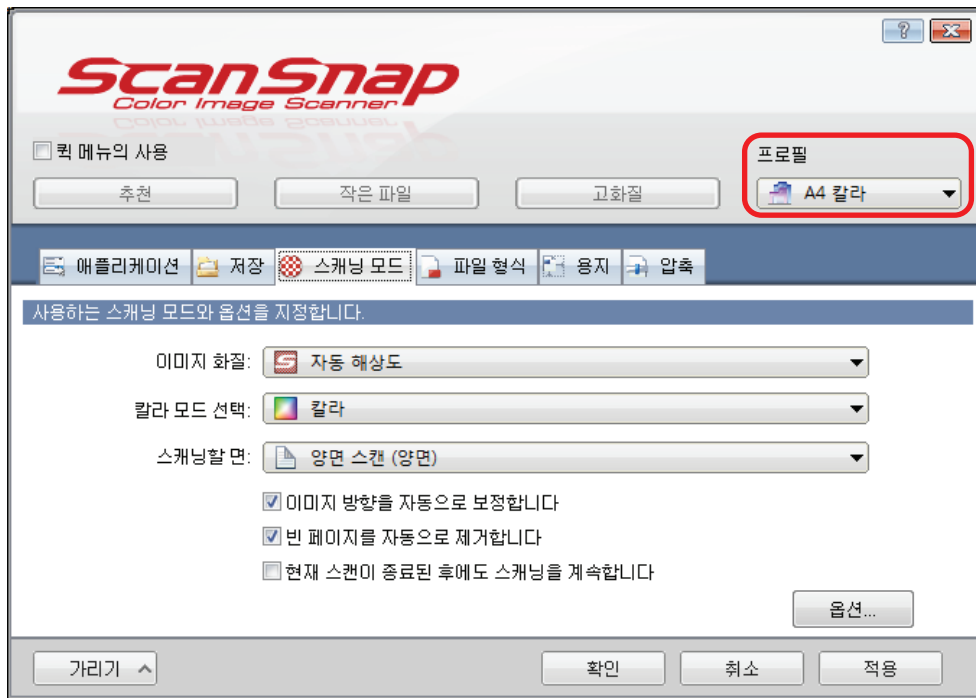 ?
ScanSnap
Color Image Scanner
퀵 메뉴의 사용
프로필
추천 작은 파일 고화질 A4 칼라
애플리케이션 저장 스캐닝 모드 파일 형식 용지 압축
사용하는 스캐닝 모드와 옵션을 지정합니다.
이미지 화질: 자동 해상도
칼라 모드 선택: 칼라
스캐닝할 면: 양면 스캔 (양면)
이미지 방향을 자동으로 보정합니다
빈 페이지를 자동으로 제거합니다
현재 스캔이 종료된 후에도 스캐닝을 계속합니다
옵션...
가리기 확인 취소 적용